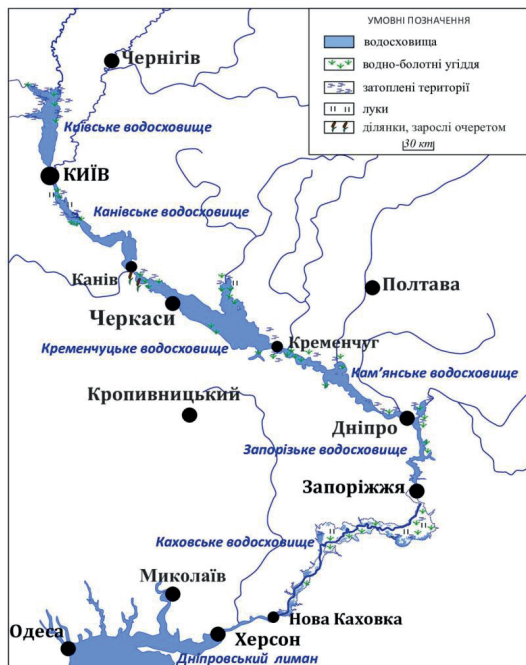 УМОВНІ ПОЗНАЧЕННЯ
водосховища
водно-болотні угіддя
затоплені території
луки
ділянки, зарослі очеретом
30 km
Чернігів
Київське водосховище
КИЇВ
Канівське водосховище
Канів
Полтава
Черкаси
Кременчуг
Кременчуцьке водосховище
Кам’янське водосховище
Кропивницький
Дніпро
Запорізьке водосховище
Запоріжжя
Каховське водосховище
Миколаїв
Нова Каховка
Одеса
Херсон
Дніпровський лиман